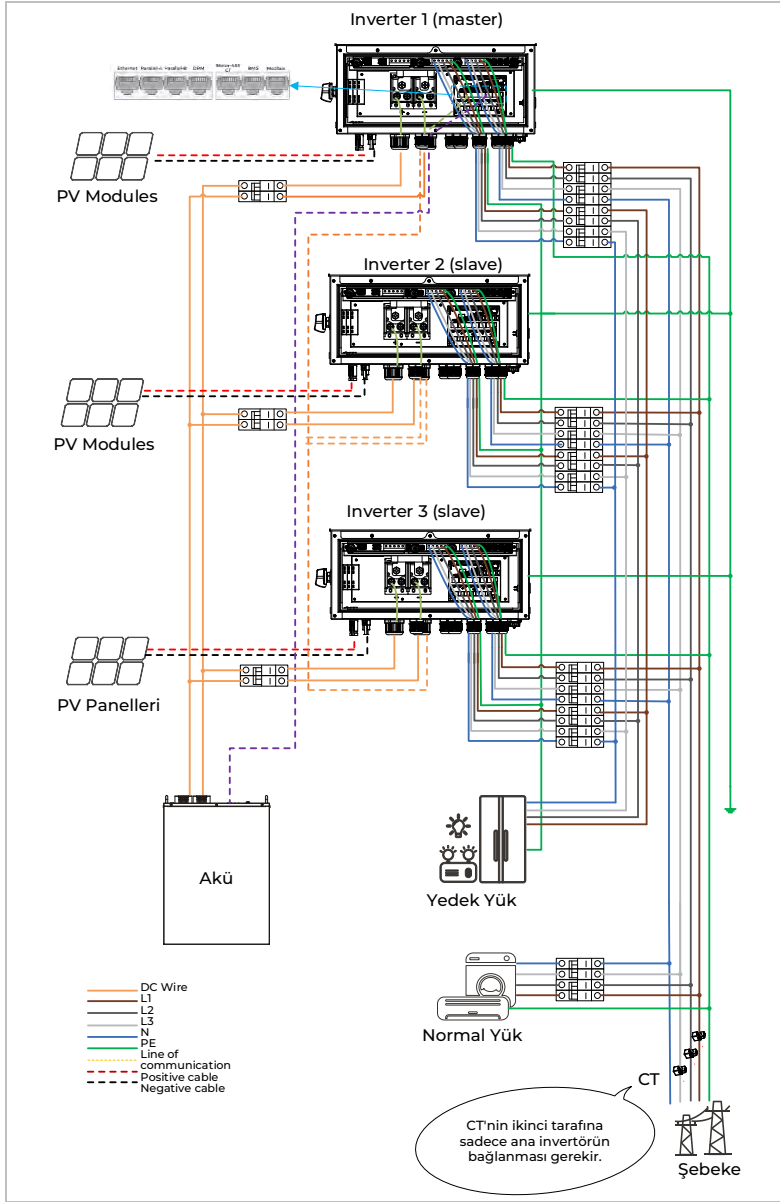 Inverter 1 (master)
Ethernet Parallel-A Parallel-B DRM Meter-485 CT BMS Modbus
PV Modules
Inverter 2 (slave)
PV Modules
Inverter 3 (slave)
PV Panelleri
Akü
Yedek Yük
DC Wire
L1
L2
L3
N
PE
Line of
communication
Positive cable
Negative cable
Normal Yük
CT
CT'nin ikinci tarafına
sadece ana invertörün
bağlanması gerekir.
Şebeke